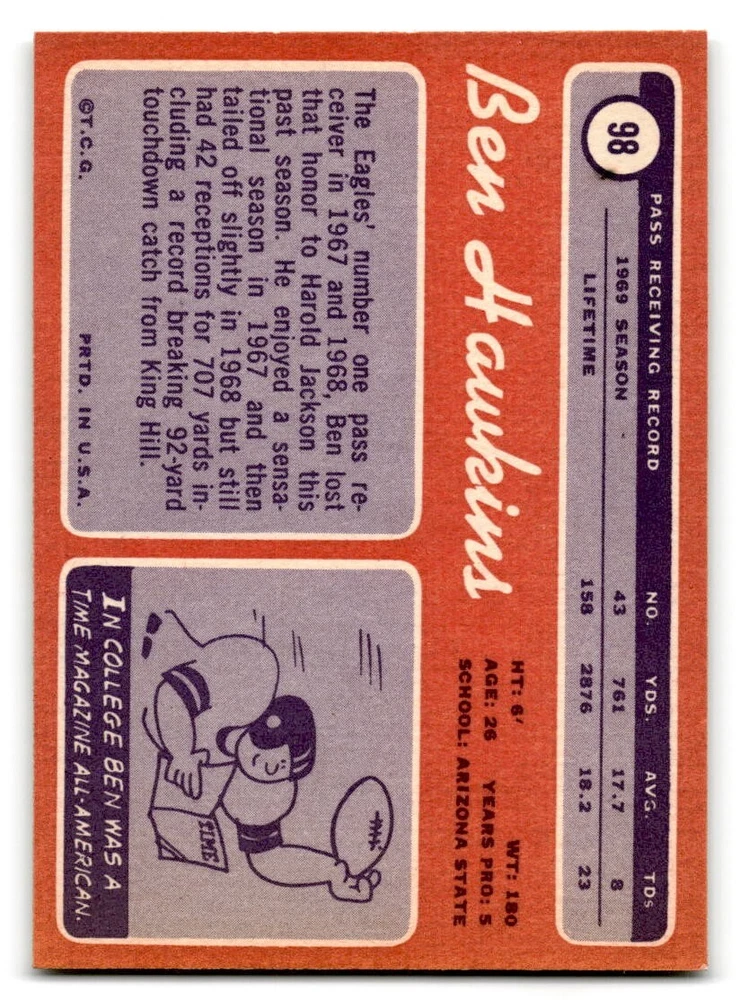 98
PASS RECEIVING RECORD NO. YDS. AVG. TDs
1969 SEASON 43 761 17.7 8
LIFETIME 158 2876 18.2 23
Ben Hawkins
HT: 6' WT: 180
AGE: 26 YEARS PRO: 5
SCHOOL: ARIZONA STATE
The Eagles' number one pass re-
ceiver in 1967 and 1968, Ben lost
that honor to Harold Jackson this
past season. He enjoyed a sensa-
tional season in 1967 and then
tailed off slightly in 1968 but still
had 42 receptions for 707 yards in-
cluding a record breaking 92-yard
touchdown catch from King Hill.
©T.C.G. PRTD. IN U.S.A.
TIME
IN COLLEGE BEN WAS A
TIME MAGAZINE ALL-AMERICAN.